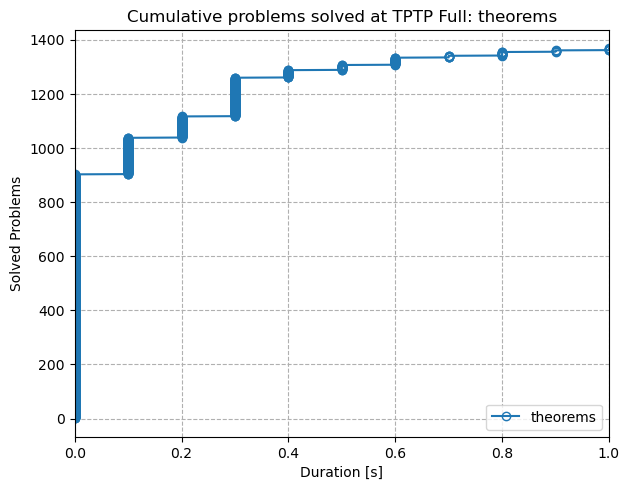 Cumulative problems solved at TPTP Full: theorems
1400
1200
1000
800
600
400
200
0
Solved Problems
0.0 0.2 0.4 0.6 0.8 1.0
Duration [s]
theorems